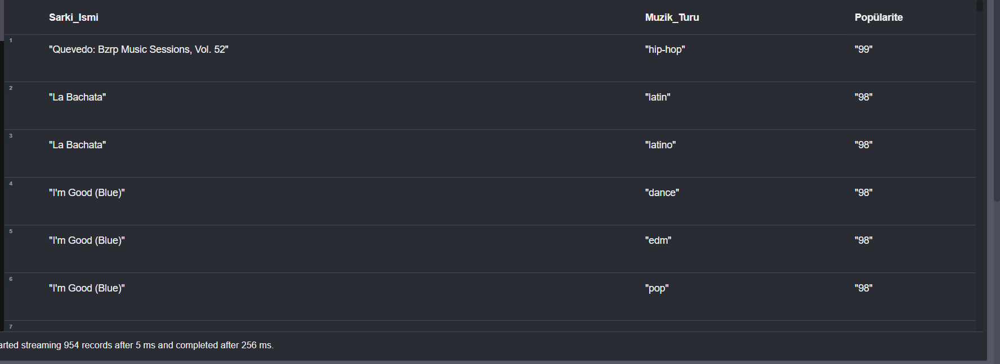 Sarki_Ismi Muzik_Turu Popülarite
1
"Quevedo: Bzrp Music Sessions, Vol. 52" "hip-hop" "99"
2
"La Bachata" "latin" "98"
3
"La Bachata" "latino" "98"
4
"I'm Good (Blue)" "dance" "98"
5
"I'm Good (Blue)" "edm" "98"
6
"I'm Good (Blue)" "pop" "98"
7
arted streaming 954 records after 5 ms and completed after 256 ms.